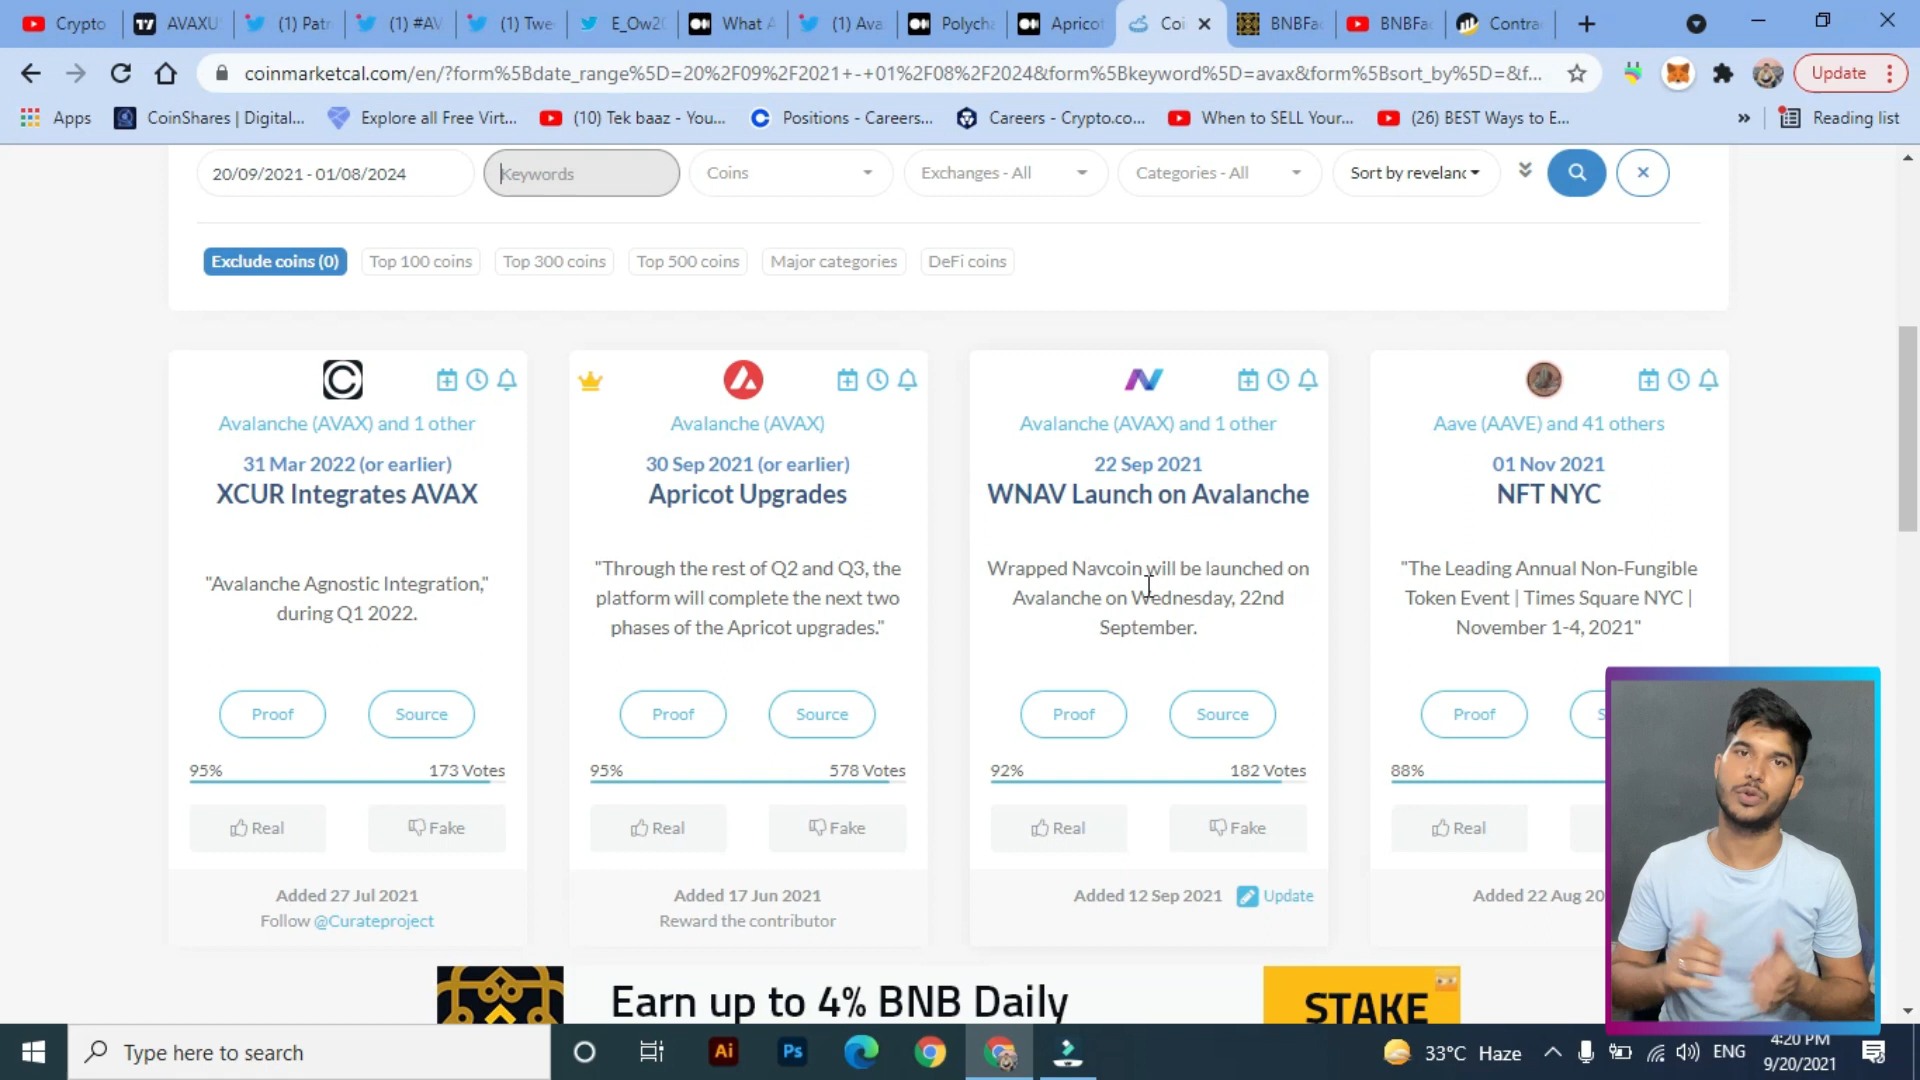 Crypto
AVAXU
(1) Pat
(1) #AV
(1) Twe
E_Ow20
What A
(1) Ava
Polycha
Apricot
Coi
BNBFac
BNBFac
Contra
coinmarketcal.com/en/?form%5Bdate_range%5D=20%2F09%2F2021+-+01%2F08%2F2024&form%5Bkeyword%5D=avax&form%5Bsort_by%5D=&f...
Update
Apps
CoinShares | Digital...
Explore all Free Virt...
(10) Tek baaz - You...
Positions - Careers...
Careers - Crypto.co...
When to SELL Your...
(26) BEST Ways to E...
»
Reading list
20/09/2021 - 01/08/2024
Keywords
Coins
Exchanges - All
Categories - All
Sort by revelanc
Exclude coins (0)
Top 100 coins
Top 300 coins
Top 500 coins
Major categories
DeFi coins
Avalanche (AVAX) and 1 other
31 Mar 2022 (or earlier)
XCUR Integrates AVAX
"Avalanche Agnostic Integration,"
during Q1 2022.
Proof
Source
95%
173 Votes
Real
Fake
Added 27 Jul 2021
Follow @Curateproject
Avalanche (AVAX)
30 Sep 2021 (or earlier)
Apricot Upgrades
"Through the rest of Q2 and Q3, the
platform will complete the next two
phases of the Apricot upgrades."
Proof
Source
95%
578 Votes
Real
Fake
Added 17 Jun 2021
Reward the contributor
Avalanche (AVAX) and 1 other
22 Sep 2021
WNAV Launch on Avalanche
Wrapped Navcoin will be launched on
Avalanche on Wednesday, 22nd
September.
Proof
Source
92%
182 Votes
Real
Fake
Added 12 Sep 2021
Update
Aave (AAVE) and 41 others
01 Nov 2021
NFT NYC
"The Leading Annual Non-Fungible
Token Event | Times Square NYC |
November 1-4, 2021"
Proof
S
88%
Real
Added 22 Aug 20
Earn up to 4% BNB Daily
STAKE
Type here to search
Ai
Ps
33°C Haze
ENG
4:20 PM
9/20/2021